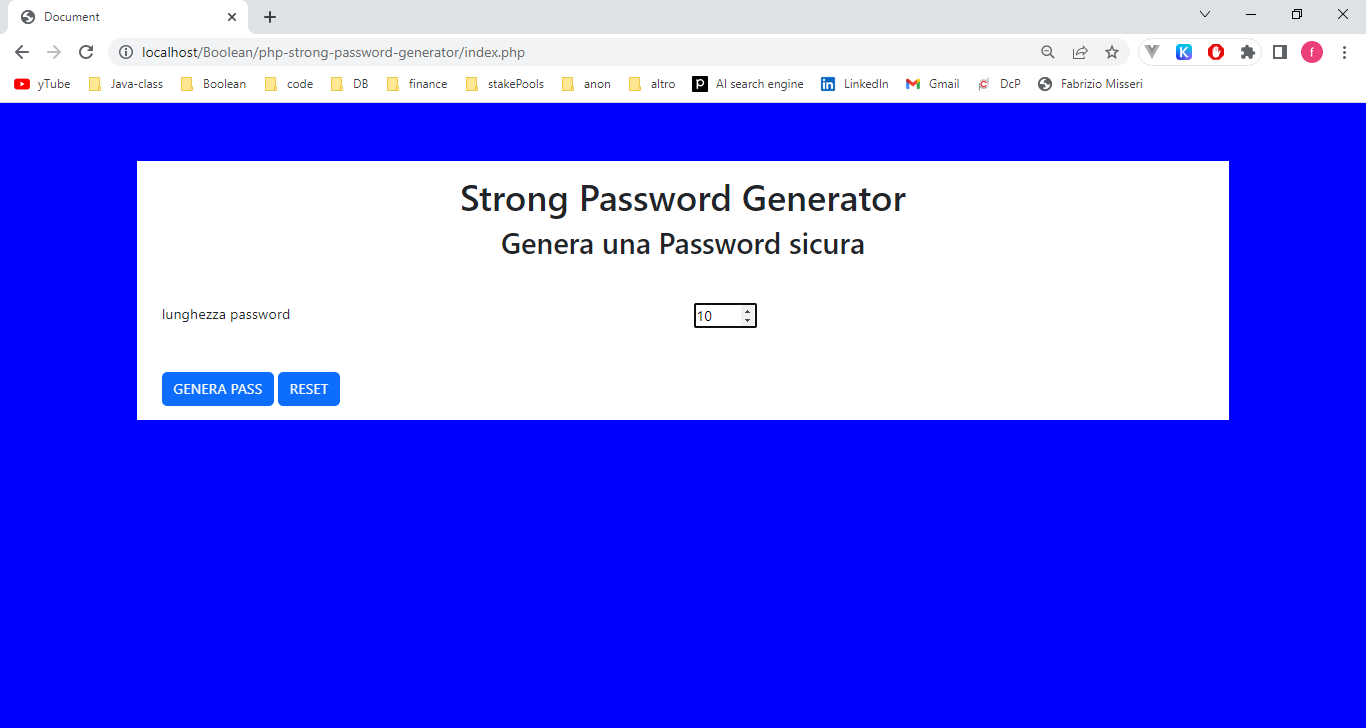 Document
localhost/Boolean/php-strong-password-generator/index.php
f
yTube Java-class Boolean code DB finance stakePools anon altro p AI search engine in LinkedIn Gmail DcP Fabrizio Misseri
Strong Password Generator
Genera una Password sicura
lunghezza password 10
GENERA PASS RESET